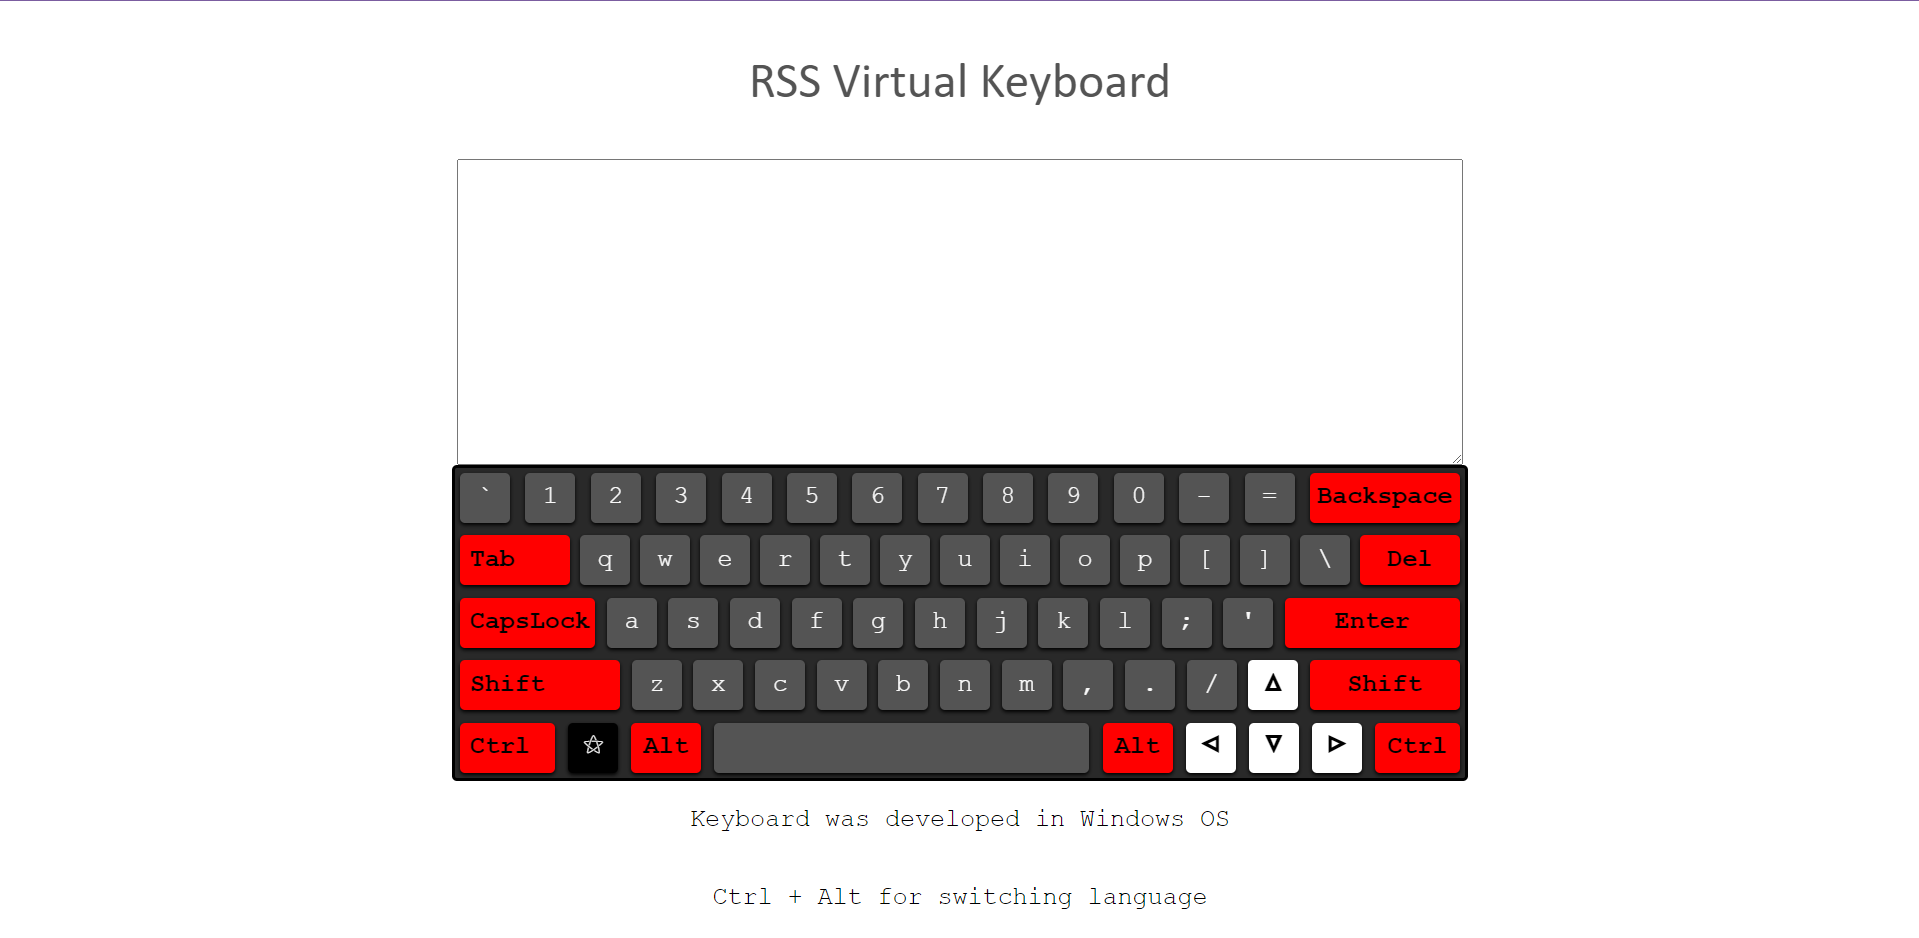 RSS Virtual Keyboard
` 1 2 3 4 5 6 7 8 9 0 - = Backspace
Tab q w e r t y u i o p [ ] \ Del
CapsLock a s d f g h j k l ; ' Enter
Shift z x c v b n m , . / Δ Shift
Ctrl ☆ Alt Alt ᐊ ᐁ ᐅ Ctrl
Keyboard was developed in Windows OS
Ctrl + Alt for switching language